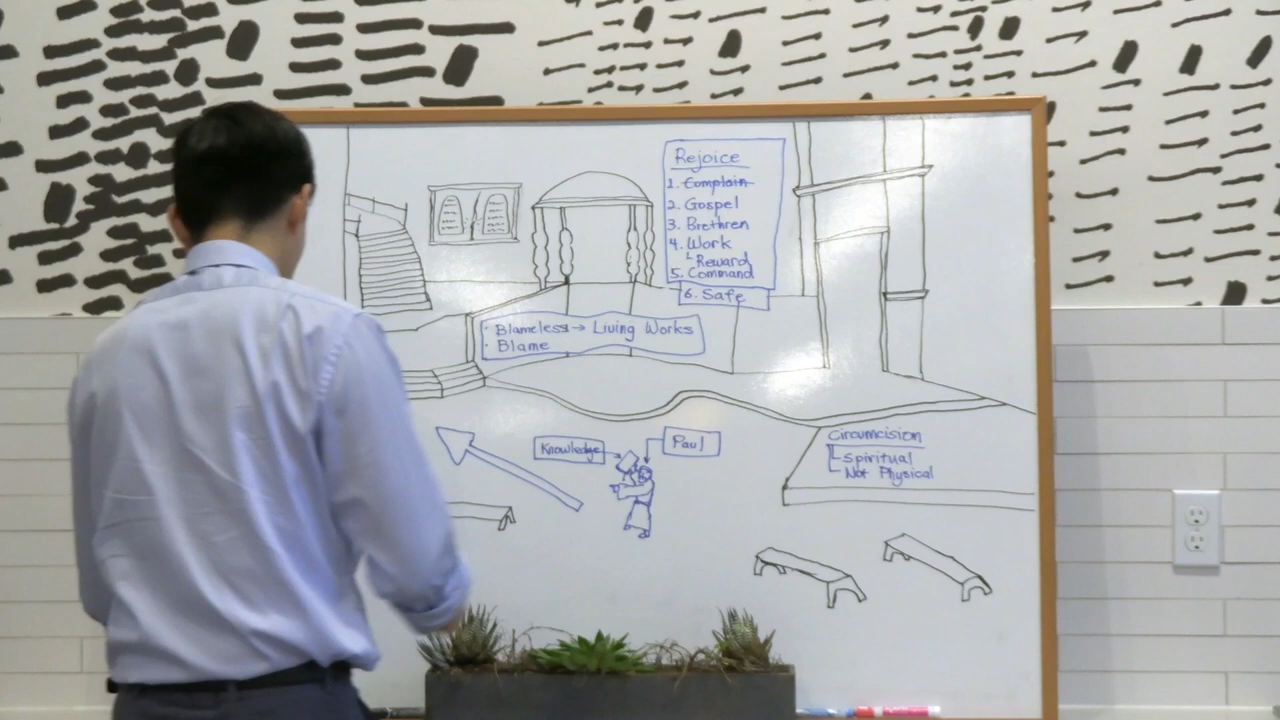 Rejoice
1. Complain
2. Gospel
3. Brethren
4. Work
└ Reward
5. Command
6. Safe
· Blameless → Living Works
· Blame
Knowledge
Paul
Circumcision
Spiritual
Not Physical